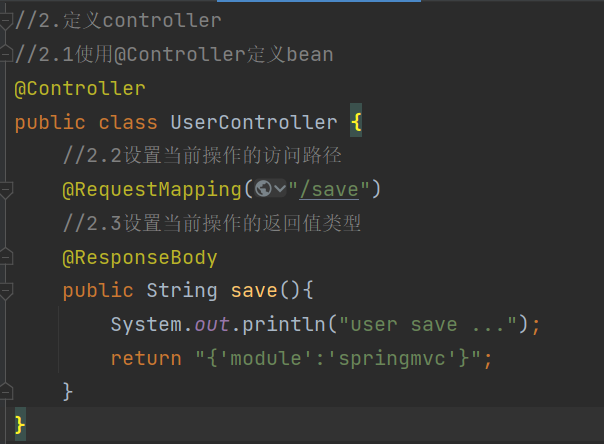 //2.定义controller
//2.1使用@Controller定义bean
@Controller
public class UserController {
    //2.2设置当前操作的访问路径
    @RequestMapping("/save")
    //2.3设置当前操作的返回值类型
    @ResponseBody
    public String save(){
        System.out.println("user save ...");
        return "{'module':'springmvc'}";
    }
}